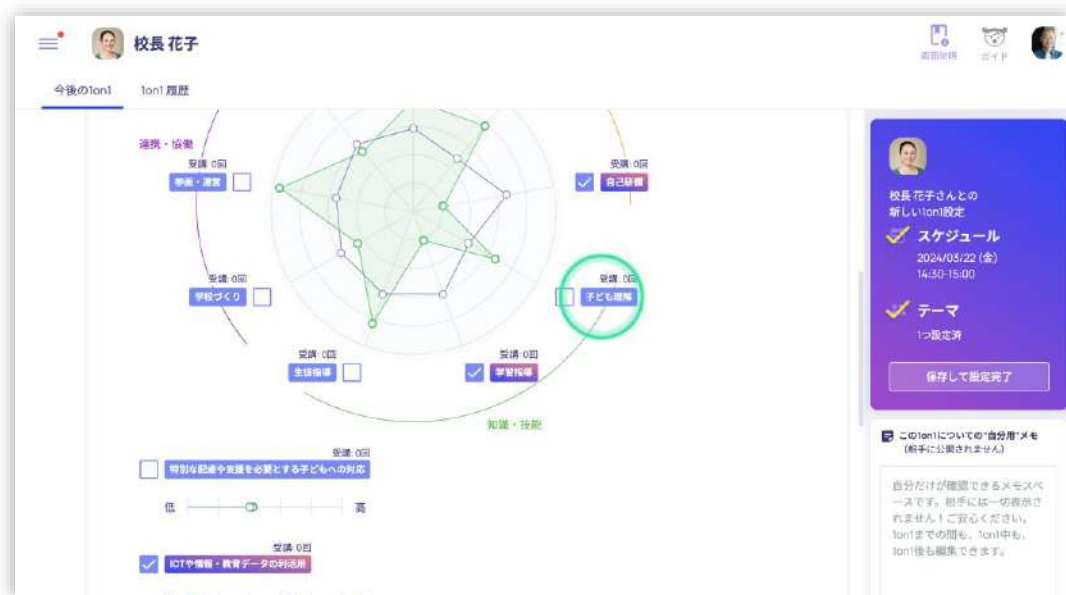 校長 花子
画面説明
ガイド
今後の1on1
1on1 履歴
連携・協働
受講: 0回
参画・運営
受講: 0回
自己研鑽
受講: 0回
学校づくり
受講: 0回
子ども理解
受講: 0回
生徒指導
受講: 0回
学習指導
知識・技能
受講: 0回
特別な配慮や支援を必要とする子どもへの対応
低
高
受講: 0回
ICTや情報・教育データの利活用
校長 花子さんとの
新しい1on1設定
スケジュール
2024/03/22 (金)
14:30-15:00
テーマ
1つ設定済
保存して設定完了
この1on1についての"自分用"メモ
(相手に公開されません)
自分だけが確認できるメモスペ
ースです。相手には一切表示さ
れません!ご安心ください。
1on1までの間も、1on1中も、
1on1後も編集できます。